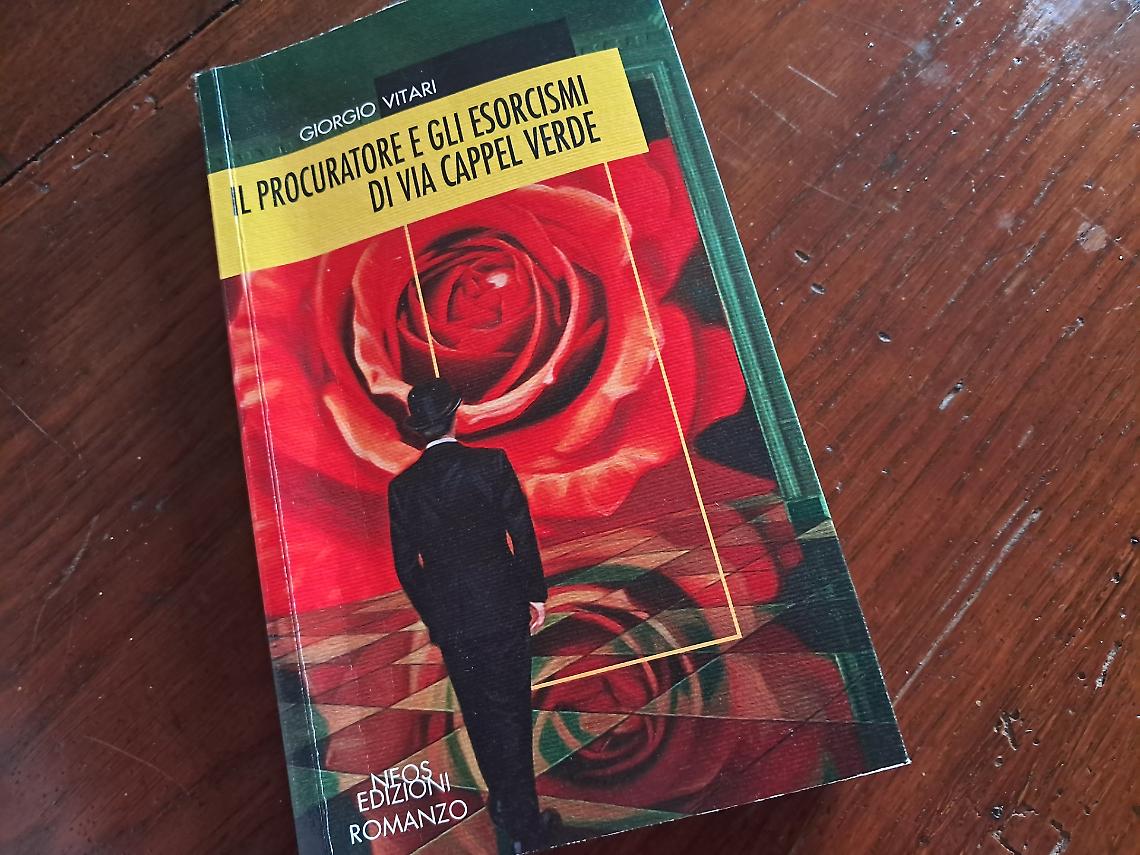 GIORGIO VITARI
IL PROCURATORE E GLI ESORCISMI
DI VIA CAPPEL VERDE
NEOS
EDIZIONI
ROMANZO